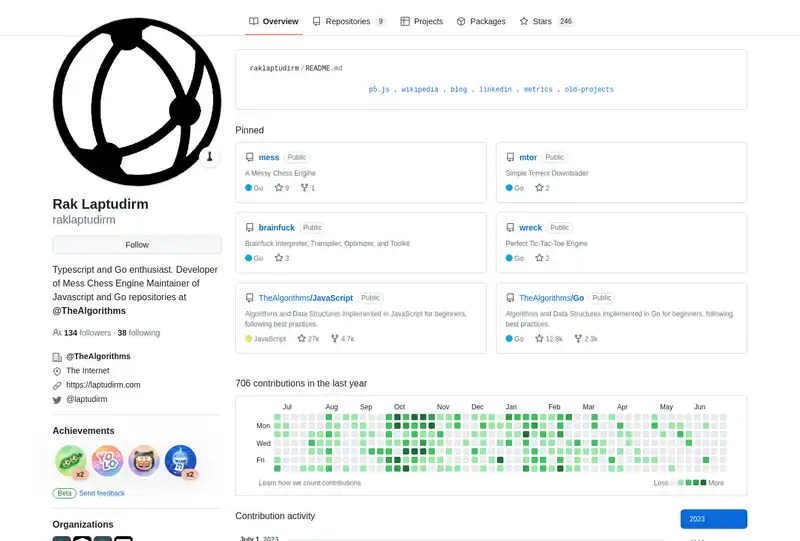 Overview
Repositories 9
Projects
Packages
Stars 246
raklaptudirm / README.md
p5.js . wikipedia . blog . linkedin . metrics . old-projects
Rak Laptudirm
raklaptudirm
Follow
Typescript and Go enthusiast. Developer
of Mess Chess Engine Maintainer of
Javascript and Go repositories at
@TheAlgorithms
134 followers · 38 following
@TheAlgorithms
The Internet
https://laptudirm.com
@laptudirm
Achievements
x2
YOLO
x2
Beta Send feedback
Organizations
Pinned
mess Public
A Messy Chess Engine
Go 9 1
mtor Public
Simple Torrent Downloader
Go 2
brainfuck Public
Brainfuck Interpreter, Transpiler, Optimizer, and Toolkit
Go 3
wreck Public
Perfect Tic-Tac-Toe Engine
Go 2
TheAlgorithms/JavaScript Public
Algorithms and Data Structures implemented in JavaScript for beginners,
following best practices.
JavaScript 27k 4.7k
TheAlgorithms/Go Public
Algorithms and Data Structures implemented in Go for beginners, following
best practices.
Go 12.8k 2.3k
706 contributions in the last year
Jul Aug Sep Oct Nov Dec Jan Feb Mar Apr May Jun
Mon
Wed
Fri
Learn how we count contributions
Less More
Contribution activity
2023
July 1, 2023